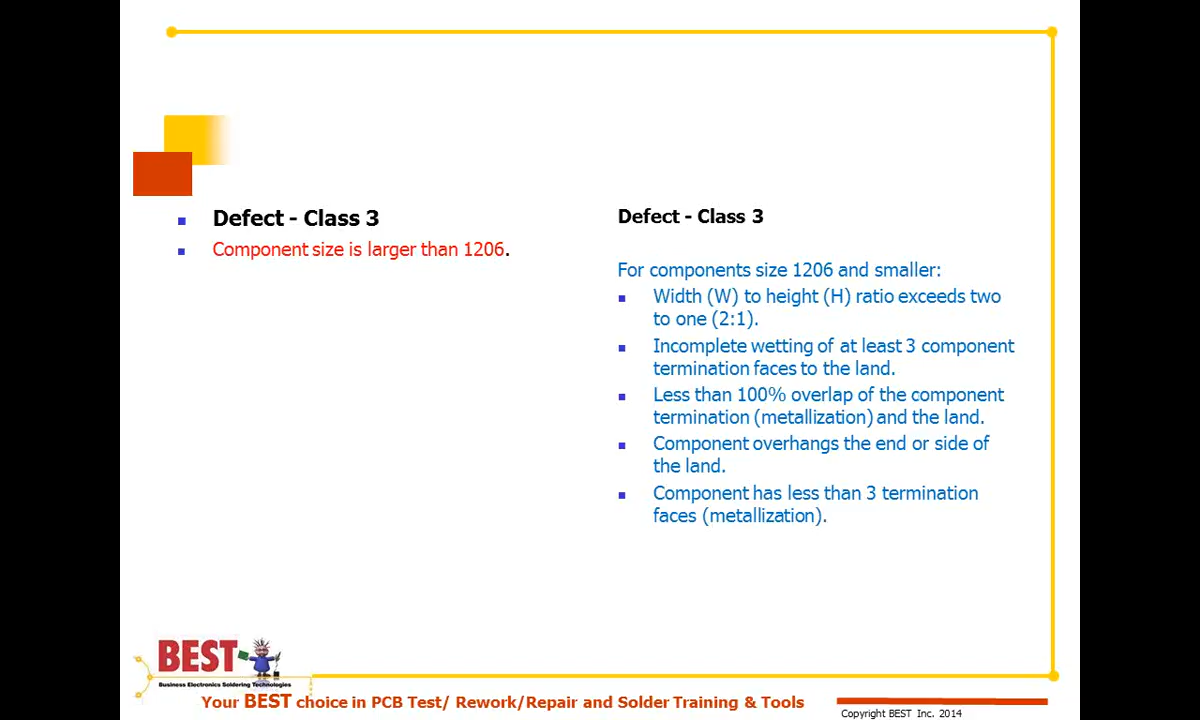 Defect - Class 3
Component size is larger than 1206.
Defect - Class 3
For components size 1206 and smaller:
Width (W) to height (H) ratio exceeds two
to one (2:1).
Incomplete wetting of at least 3 component
termination faces to the land.
Less than 100% overlap of the component
termination (metallization) and the land.
Component overhangs the end or side of
the land.
Component has less than 3 termination
faces (metallization).
BEST
Business Electronics Soldering Technologies
Your BEST choice in PCB Test/ Rework/Repair and Solder Training & Tools
Copyright BEST Inc. 2014